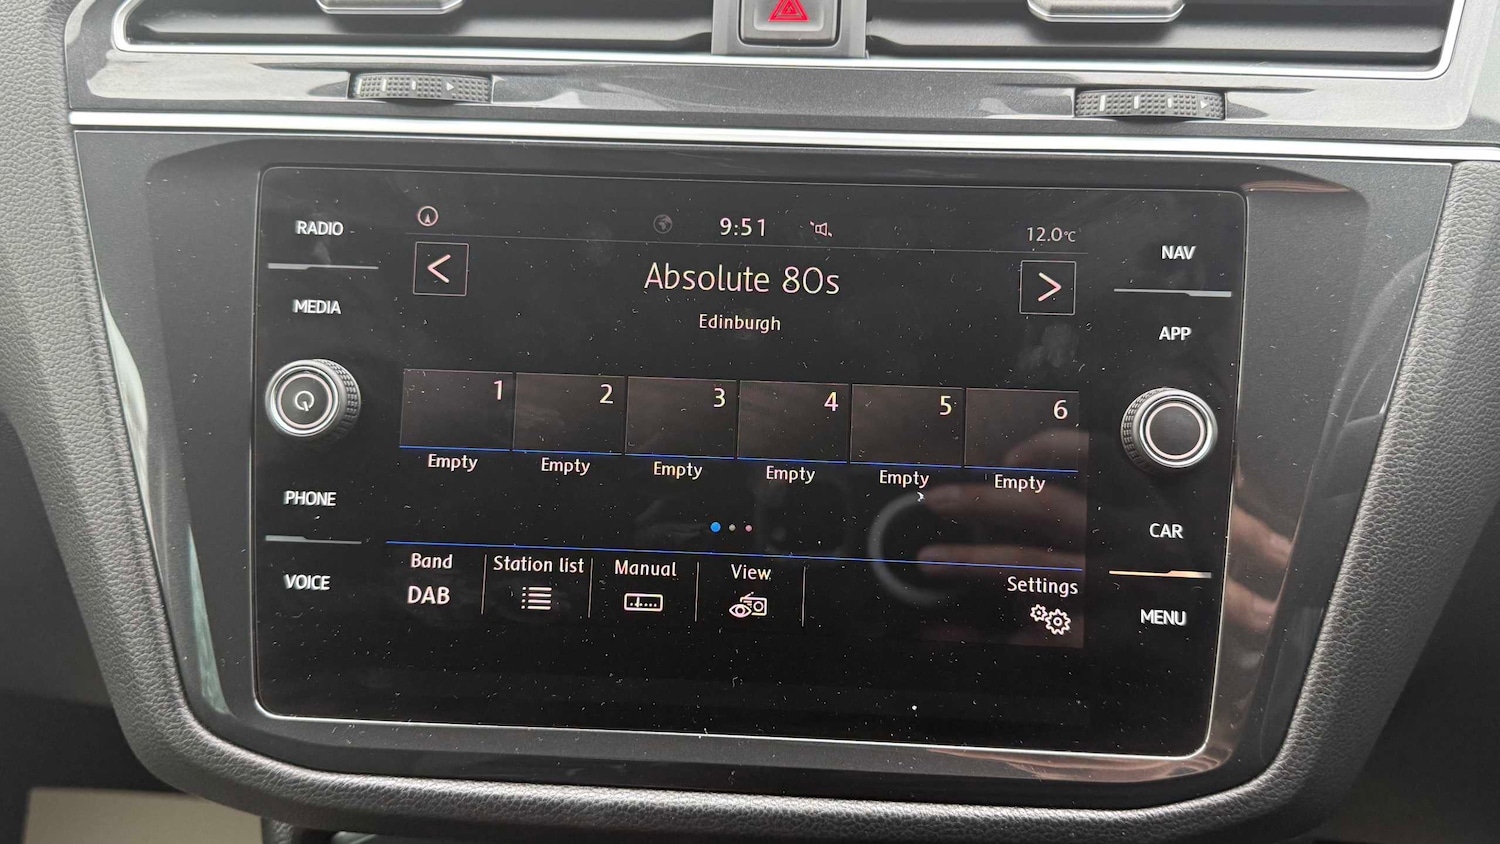 RADIO
MEDIA
PHONE
VOICE
9:51
12.0°C
<
Absolute 80s
>
Edinburgh
1 2 3 4 5 6
Empty Empty Empty Empty Empty Empty
Band Station list Manual View Settings
DAB
NAV
APP
CAR
MENU